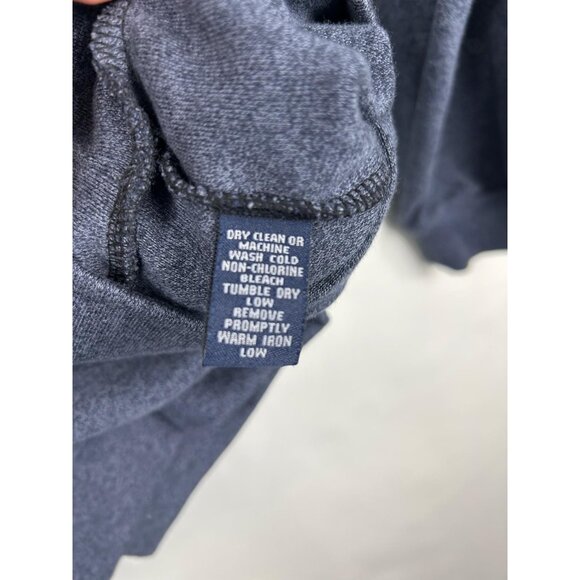 DRY CLEAN OR
MACHINE
WASH COLD
NON-CHLORINE
BLEACH
TUMBLE DRY
LOW
REMOVE
PROMPTLY
WARM IRON
LOW